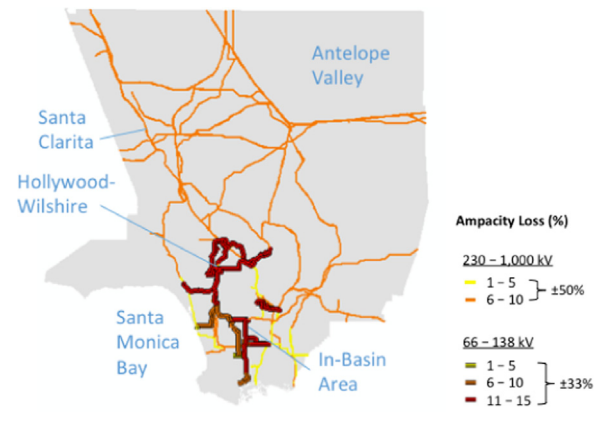 Antelope
Valley
Santa
Clarita
Hollywood-
Wilshire
Santa
Monica
Bay
In-Basin
Area
Ampacity Loss (%)
230 – 1,000 kV
1 – 5
6 – 10
±50%
66 – 138 kV
1 – 5
6 – 10
11 – 15
±33%